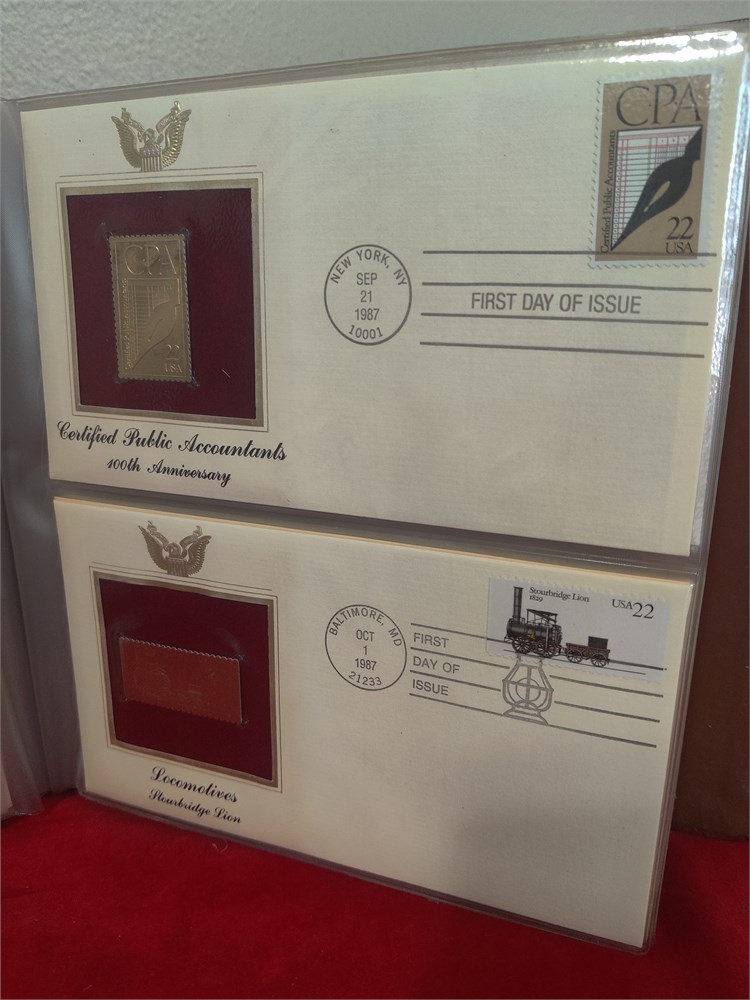 CPA
Certified Public Accountants
22
USA
CPA
22
USA
NEW YORK, NY
SEP
21
1987
10001
FIRST DAY OF ISSUE
Certified Public Accountants
100th Anniversary
Stourbridge Lion
1829
USA 22
BALTIMORE, MD
OCT
1
1987
21233
FIRST
DAY OF
ISSUE
Locomotives
Stourbridge Lion